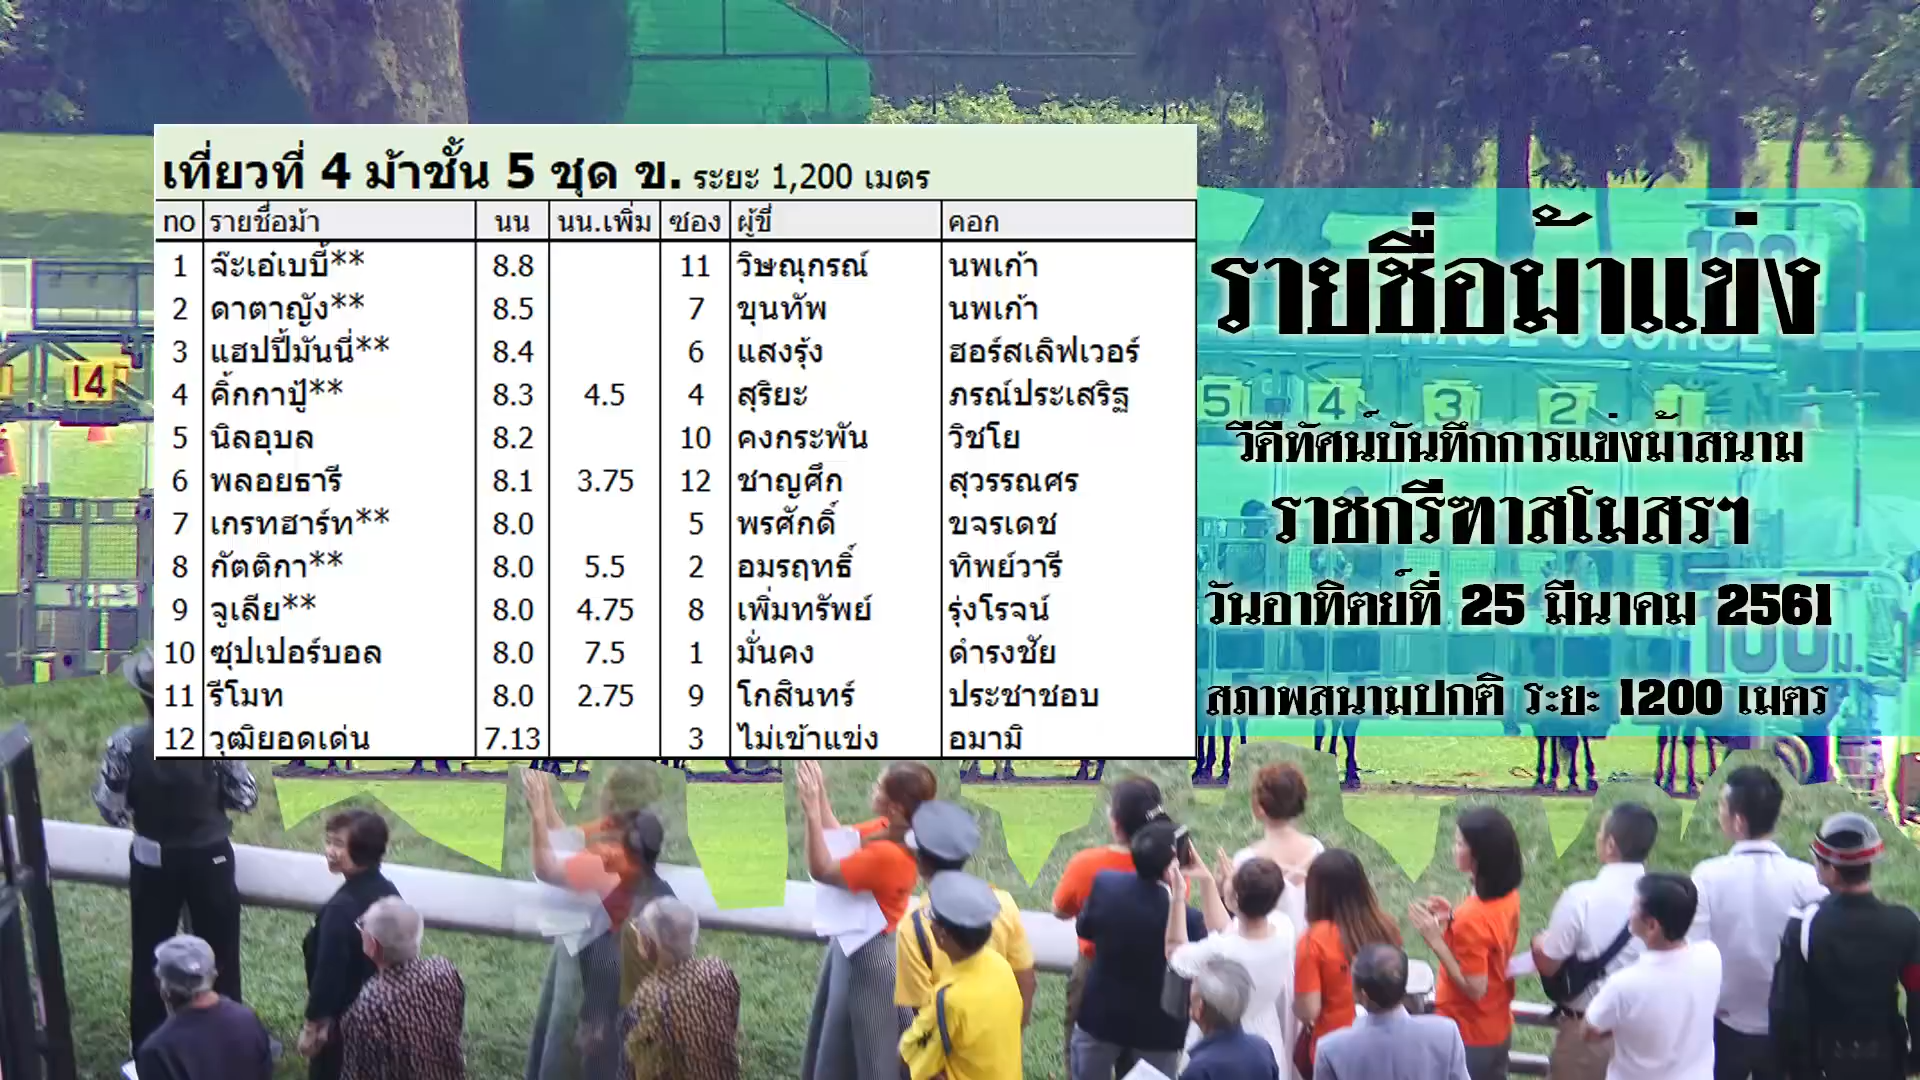 เที่ยวที่ 4 ม้าชั้น 5 ชุด ข. ระยะ 1,200 เมตร
no รายชื่อม้า นน นน.เพิ่ม ซอง ผู้ขี่ คอก
1 จ๊ะเอ๋เบบี้** 8.8 11 วิษณุกรณ์ นพเก้า
2 ดาตาญัง** 8.5 7 ขุนทัพ นพเก้า
3 แฮปปี้มันนี่** 8.4 6 แสงรุ้ง ฮอร์สเลิฟเวอร์
4 คิ้กกาปู้** 8.3 4.5 4 สุริยะ ภรณ์ประเสริฐ
5 นิลอุบล 8.2 10 คงกระพัน วิชโย
6 พลอยธารี 8.1 3.75 12 ชาญศึก สุวรรณศร
7 เกรทฮาร์ท** 8.0 5 พรศักดิ์ ขจรเดช
8 กัตติกา** 8.0 5.5 2 อมรฤทธิ์ ทิพย์วารี
9 จูเลีย** 8.0 4.75 8 เพิ่มทรัพย์ รุ่งโรจน์
10 ซุปเปอร์บอล 8.0 7.5 1 มั่นคง ดำรงชัย
11 รีโมท 8.0 2.75 9 โกสินทร์ ประชาชอบ
12 วุฒิยอดเด่น 7.13 3 ไม่เข้าแข่ง อมามิ
รายชื่อม้าแข่ง
วีดีทัศน์บันทึกการแข่งม้าสนาม
ราชกรีฑาสโมสรฯ
วันอาทิตย์ที่ 25 มีนาคม 2561
สภาพสนามปกติ ระยะ 1200 เมตร
14
5 4 3 2 1
100 ม.